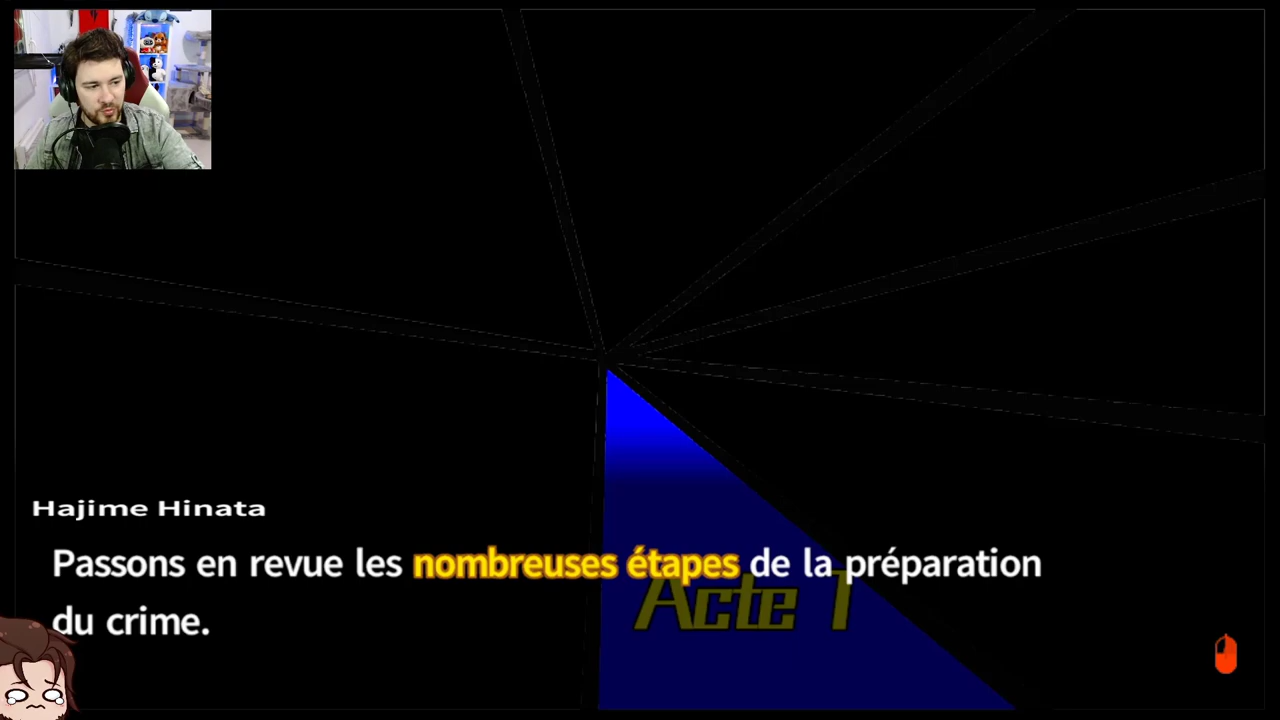 Hajime Hinata
Passons en revue les nombreuses étapes de la préparation
du crime.
Acte 1